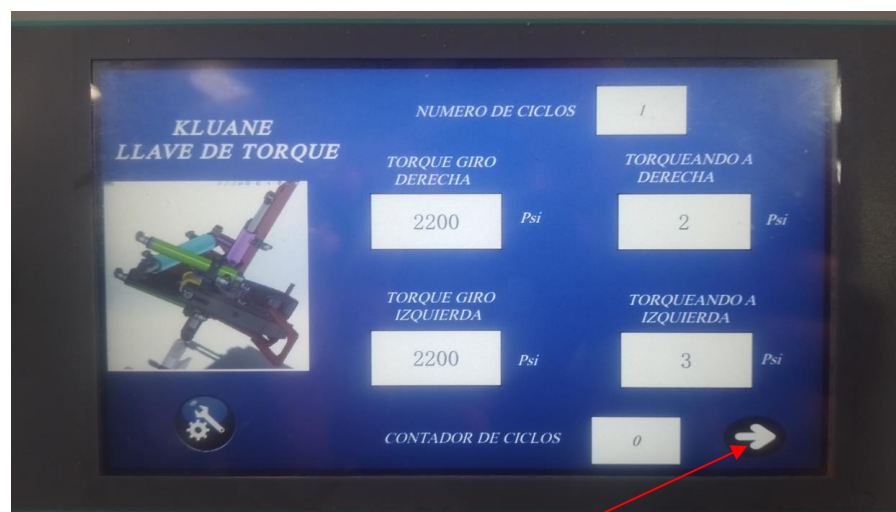 KLUANE
LLAVE DE TORQUE
NUMERO DE CICLOS
1
TORQUE GIRO
DERECHA
2200
Psi
TORQUEANDO A
DERECHA
2
Psi
TORQUE GIRO
IZQUIERDA
2200
Psi
TORQUEANDO A
IZQUIERDA
3
Psi
CONTADOR DE CICLOS
0